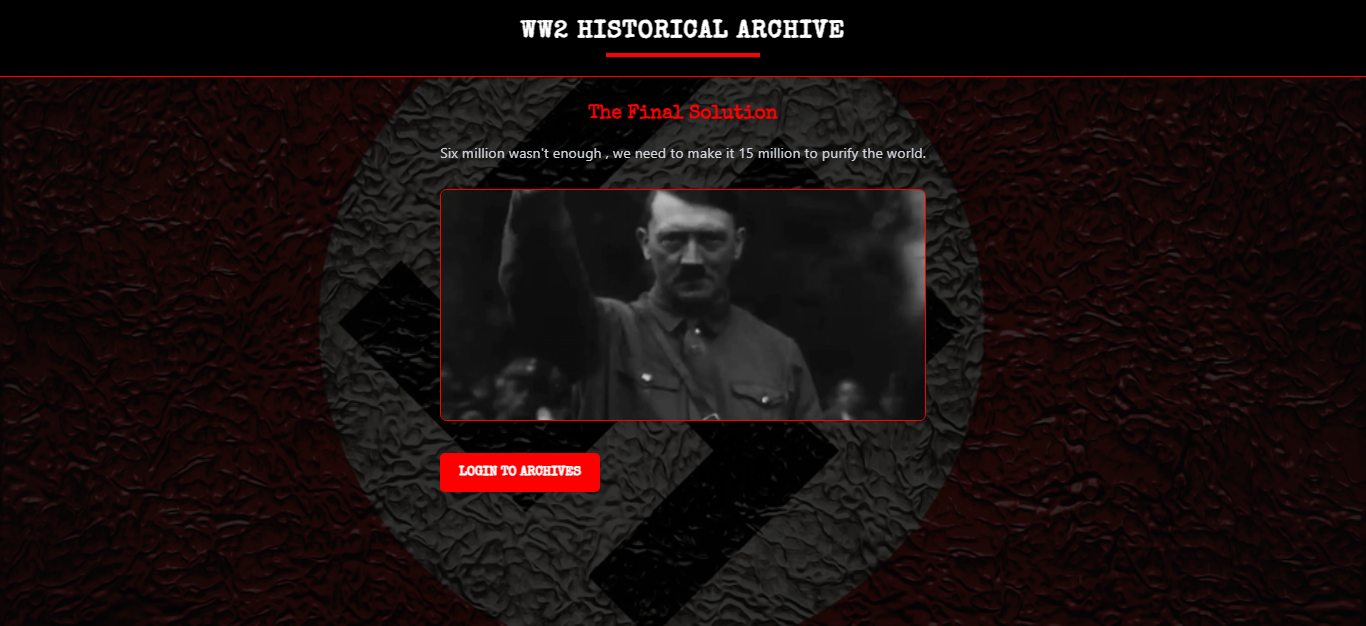 WW2 HISTORICAL ARCHIVE
The Final Solution
Six million wasn't enough , we need to make it 15 million to purify the world.
LOGIN TO ARCHIVES